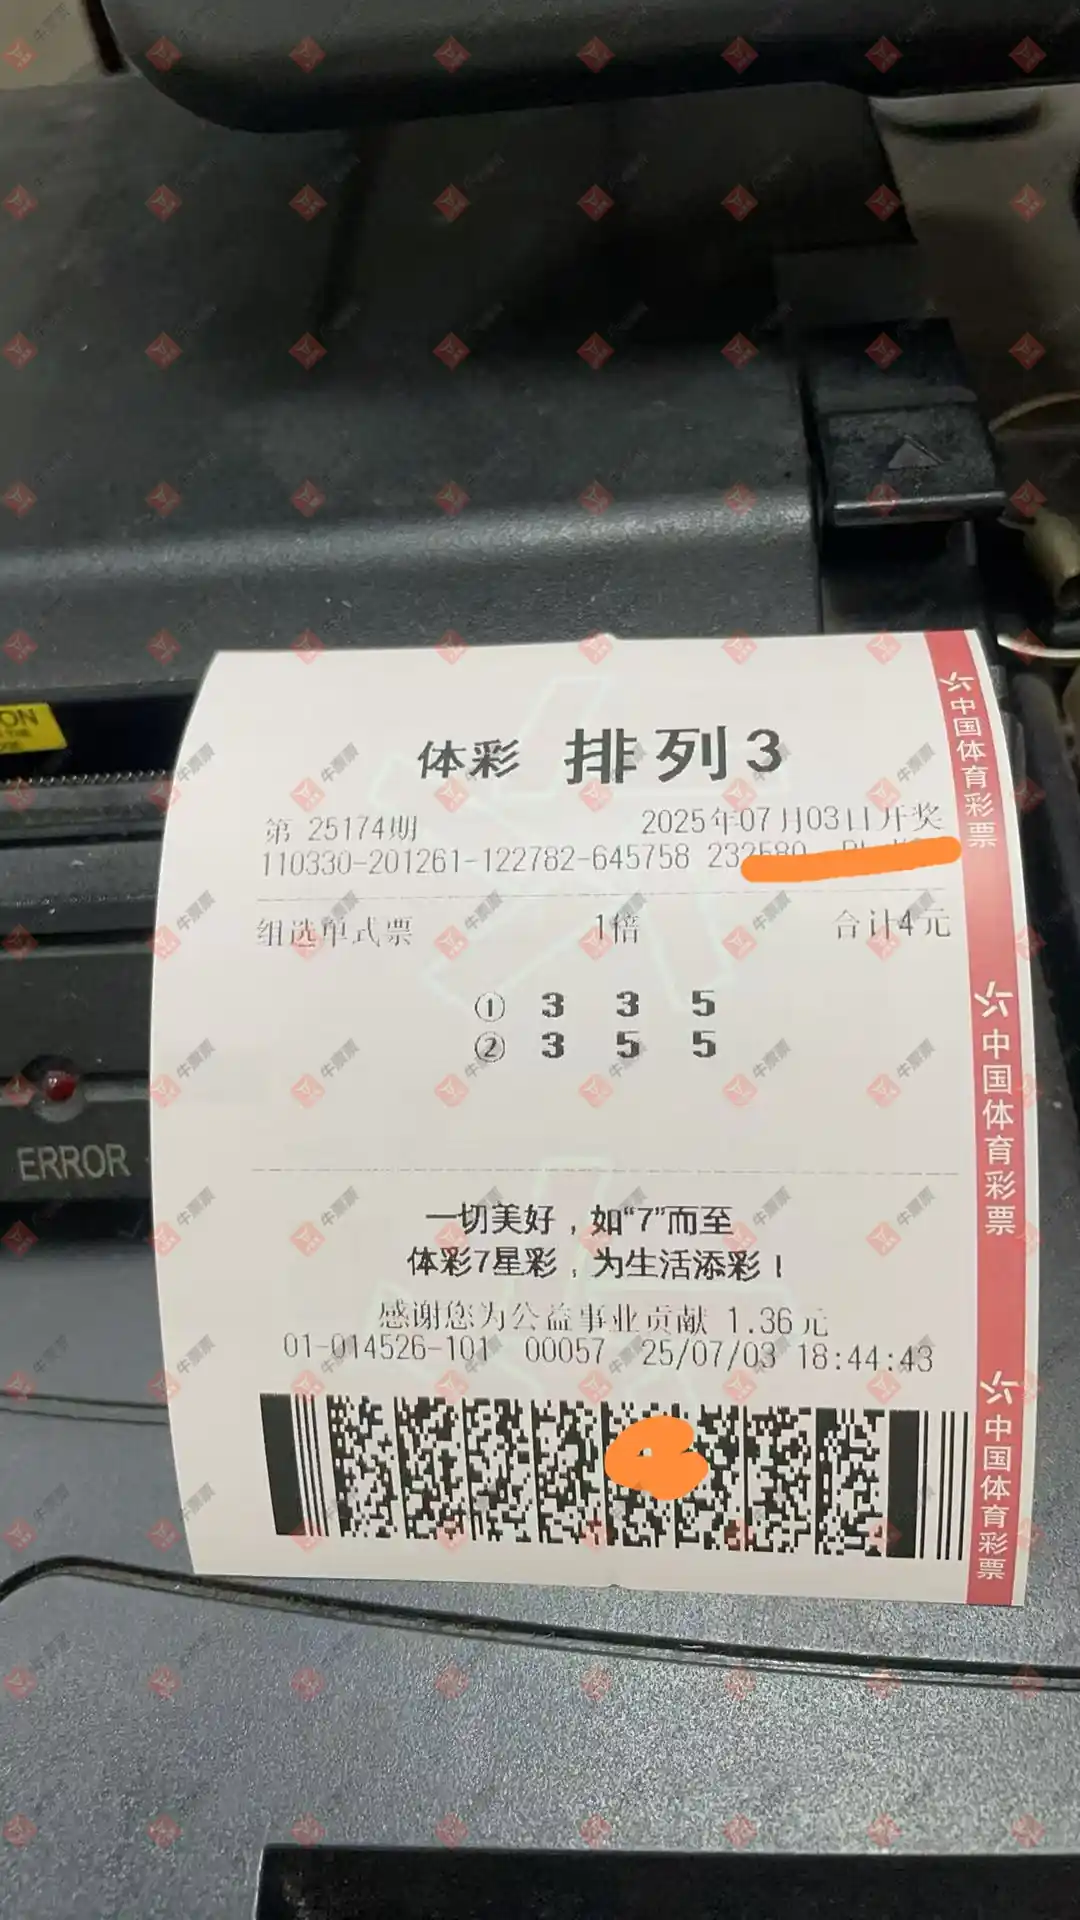 体彩 排列3
第 25174期 2025年07月03日开奖
110330-201261-122782-645758 232580
组选单式票 1倍 合计4元
① 3 3 5
② 3 5 5
一切美好，如“7”而至
体彩7星彩，为生活添彩！
感谢您为公益事业贡献 1.36元
01-014526-101 00057 25/07/03 18:44:43
中国体育彩票
中国体育彩票
中国体育彩票
ERROR
ON
牛票票